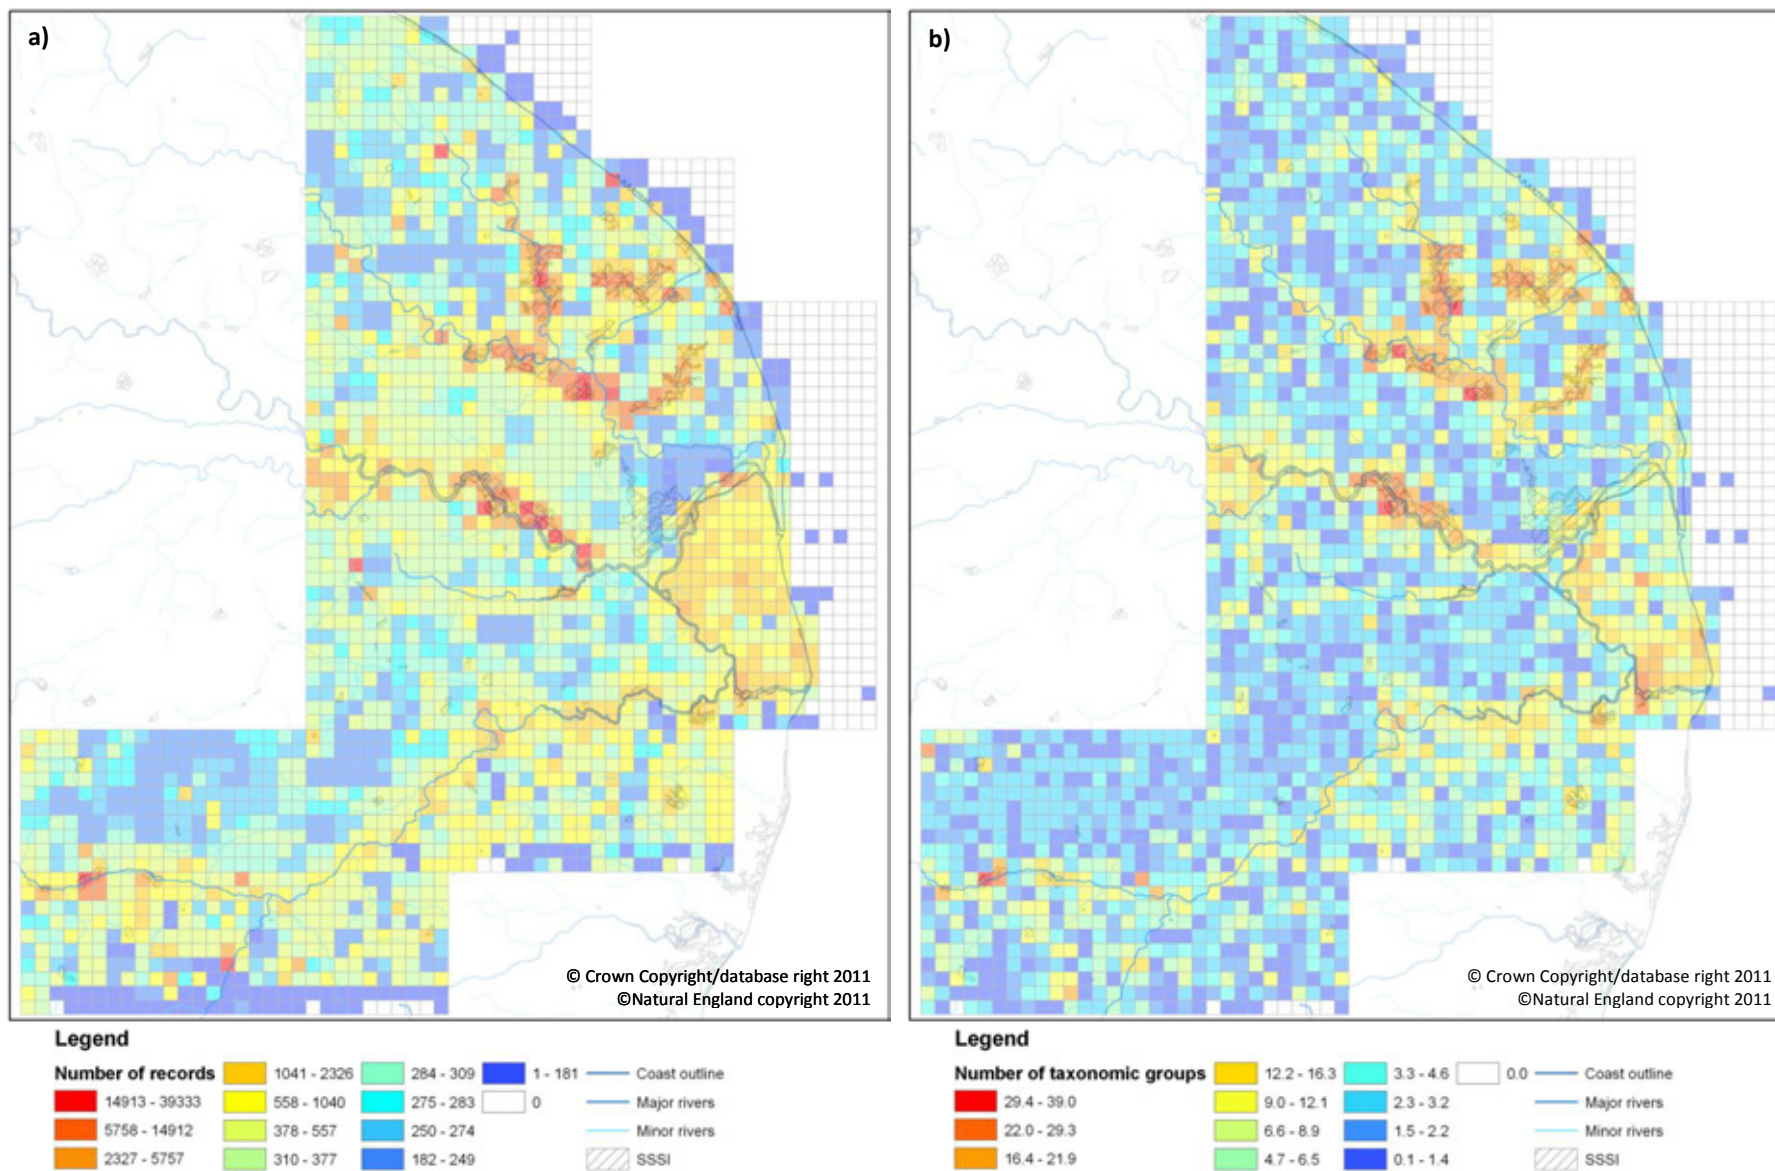 a)
© Crown Copyright/database right 2011
©Natural England copyright 2011
Legend
Number of records
14913 - 39333
5758 - 14912
2327 - 5757
1041 - 2326
558 - 1040
378 - 557
310 - 377
284 - 309
275 - 283
250 - 274
182 - 249
1 - 181
0
Coast outline
Major rivers
Minor rivers
SSSI
b)
© Crown Copyright/database right 2011
©Natural England copyright 2011
Legend
Number of taxonomic groups
29.4 - 39.0
22.0 - 29.3
16.4 - 21.9
12.2 - 16.3
9.0 - 12.1
6.6 - 8.9
4.7 - 6.5
3.3 - 4.6
2.3 - 3.2
1.5 - 2.2
0.1 - 1.4
0.0
Coast outline
Major rivers
Minor rivers
SSSI